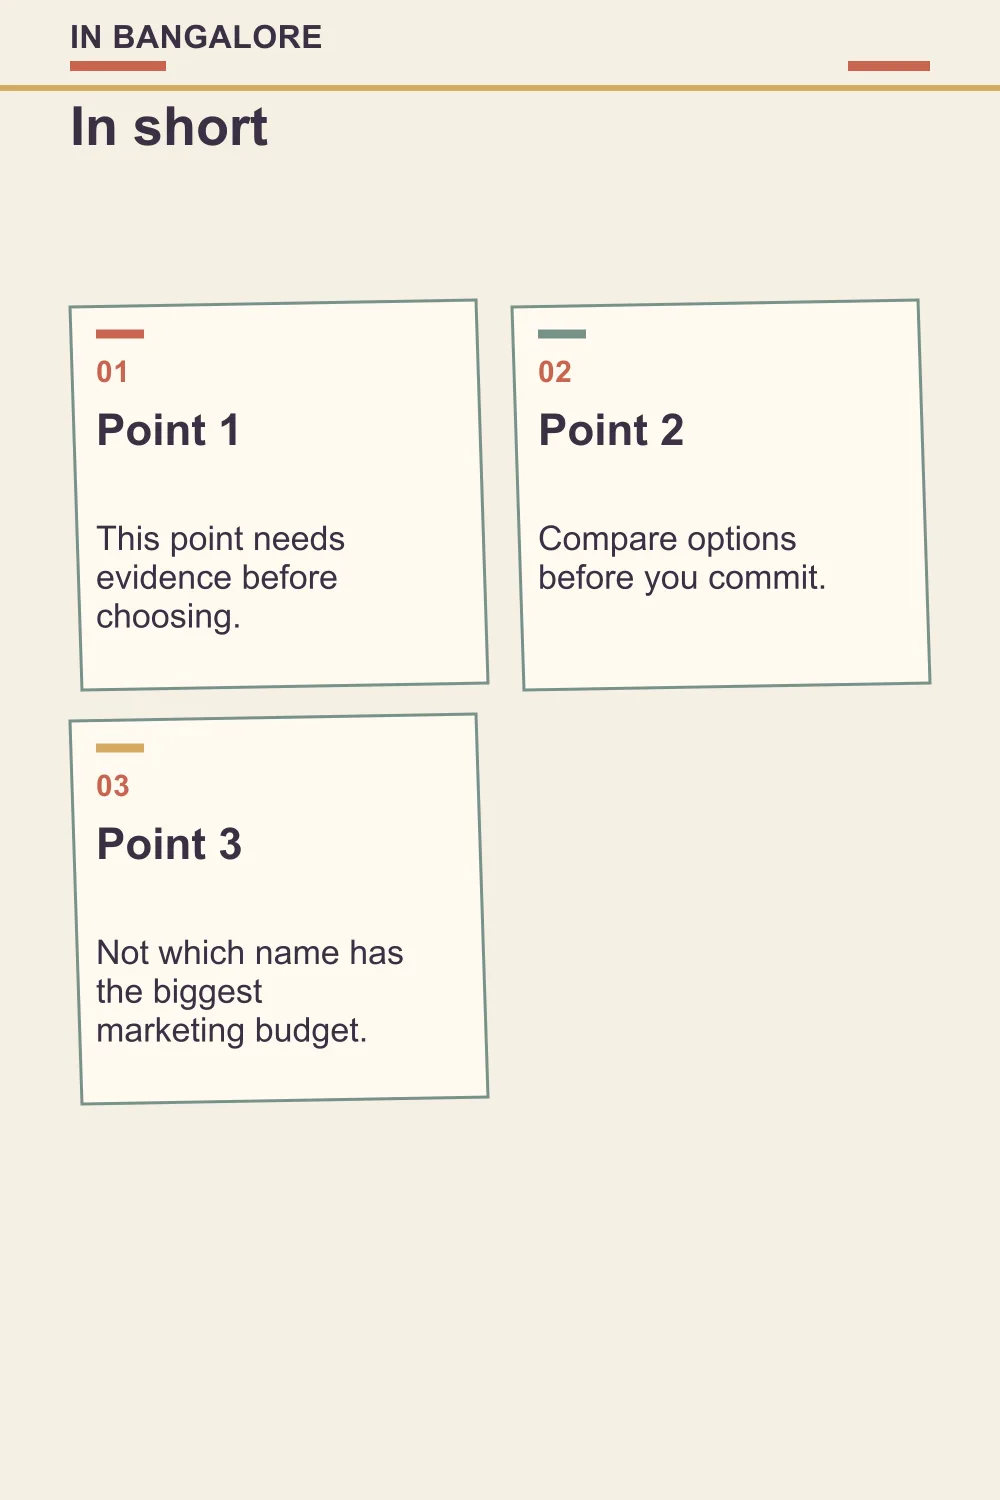 IN BANGALORE
In short
01
Point 1
This point needs
evidence before
choosing.
02
Point 2
Compare options
before you commit.
03
Point 3
Not which name has
the biggest
marketing budget.